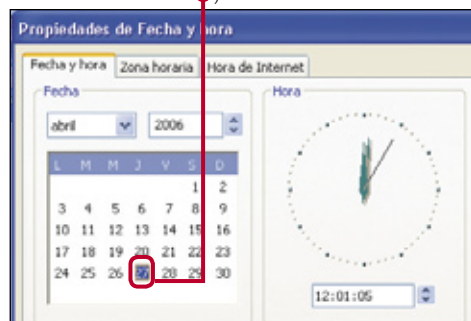 Propiedades de Fecha y hora
Fecha y hora Zona horaria Hora de Internet
Fecha Hora
abril 2006
L M M J V S D
1 2
3 4 5 6 7 8 9
10 11 12 13 14 15 16
17 18 19 20 21 22 23
24 25 26 27 28 29 30
12:01:05